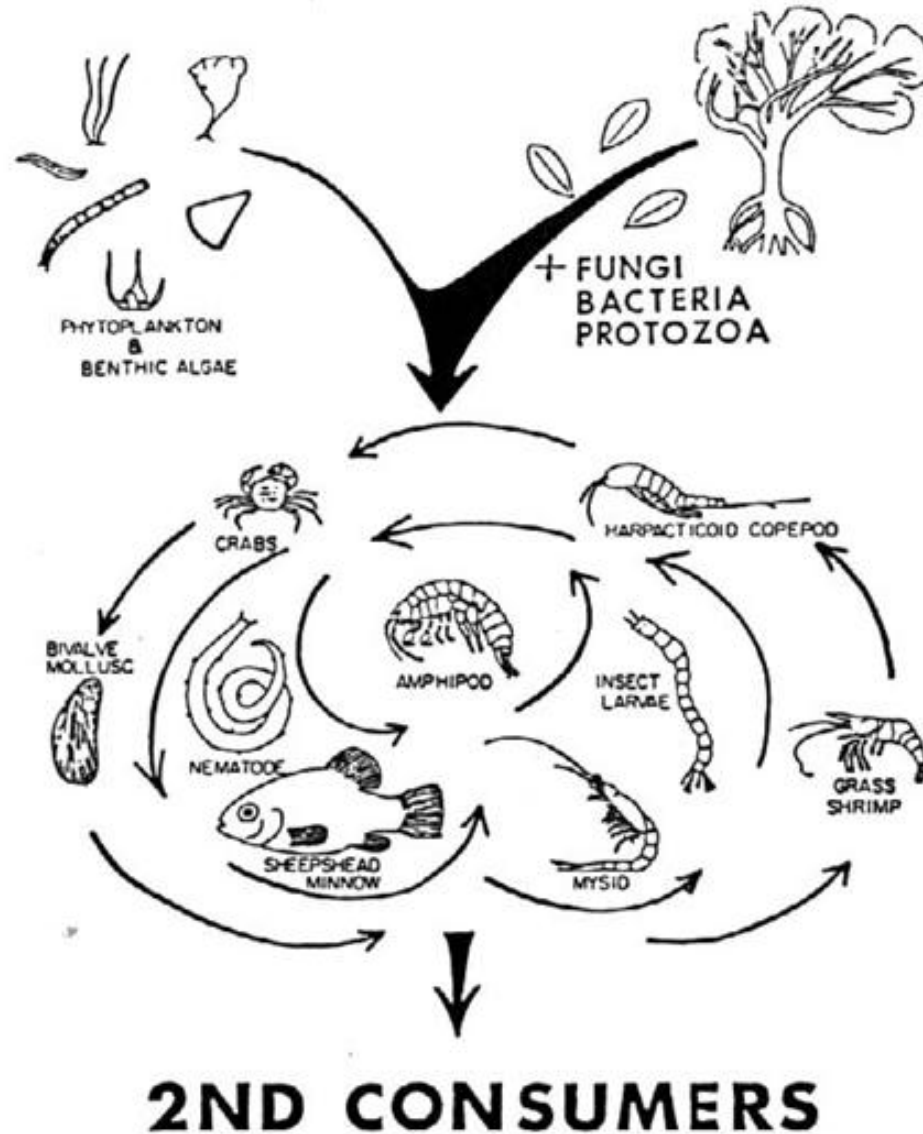 + FUNGI
BACTERIA
PROTOZOA
PHYTOPLANKTON
&
BENTHIC ALGAE
CRABS
HARPACTICOID COPEPOD
BIVALVE
MOLLUSC
AMPHIPOD
INSECT
LARVAE
NEMATODE
GRASS
SHRIMP
SHEEPSHEAD
MINNOW
MYSID
2ND CONSUMERS